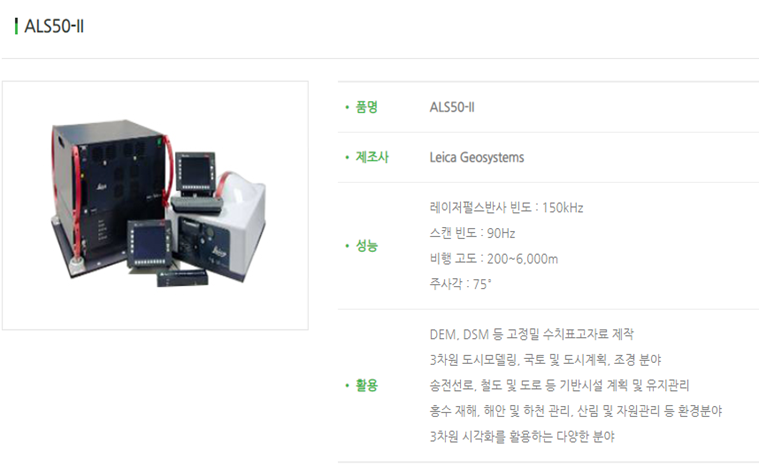 ALS50-II
• 품명 ALS50-II
• 제조사 Leica Geosystems
• 성능
레이저펄스반사 빈도 : 150kHz
스캔 빈도 : 90Hz
비행 고도 : 200~6,000m
주사각 : 75°
• 활용
DEM, DSM 등 고정밀 수치표고자료 제작
3차원 도시모델링, 국토 및 도시계획, 조경 분야
송전선로, 철도 및 도로 등 기반시설 계획 및 유지관리
홍수 재해, 해안 및 하천 관리, 산림 및 자원관리 등 환경분야
3차원 시각화를 활용하는 다양한 분야
Leica
Leica